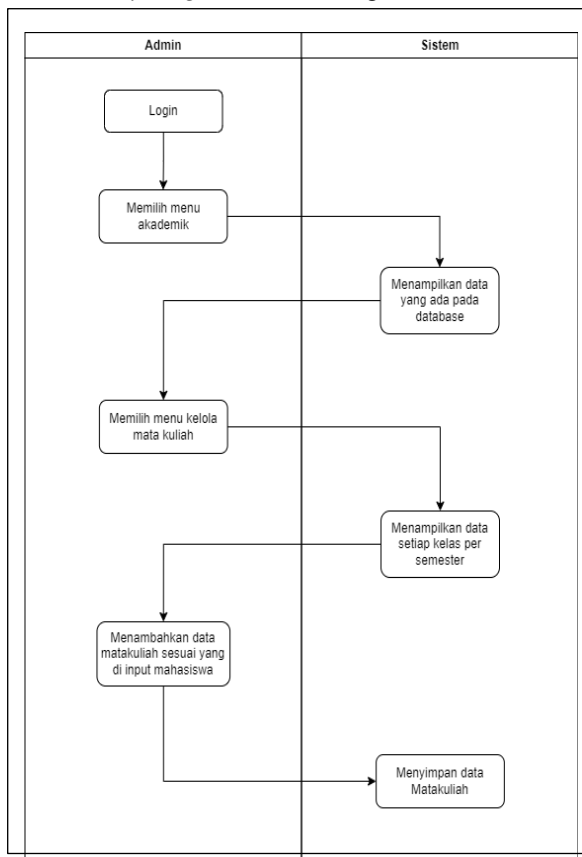 Admin
Sistem
Login
Memilih menu
akademik
Menampilkan data
yang ada pada
database
Memilih menu kelola
mata kuliah
Menampilkan data
setiap kelas per
semester
Menambahkan data
matakuliah sesuai yang
di input mahasiswa
Menyimpan data
Matakuliah